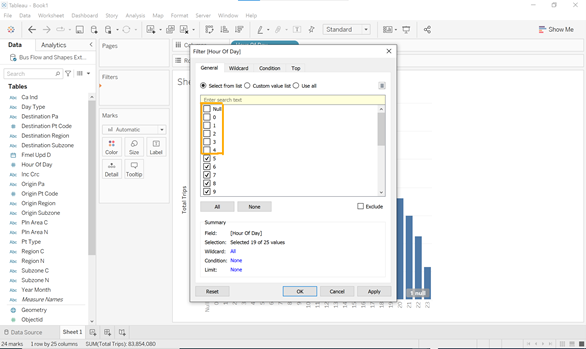 Tableau - Book1
File Data Worksheet Dashboard Story Analysis Map Format Server Window Help
Standard
Show Me
Data Analytics
Bus Flow and Shapes Ext...
Search
Tables
Abc Ca Ind
Abc Day Type
Abc Destination Pa
Destination Pt Code
Abc Destination Region
Abc Destination Subzone
Fmel Upd D
Hour Of Day
Abc Inc Crc
Abc Origin Pa
Origin Pt Code
Abc Origin Region
Abc Origin Subzone
Abc Pln Area C
Abc Pln Area N
Abc Pt Type
Abc Region C
Abc Region N
Abc Subzone C
Abc Subzone N
Abc Year Month
Abc Measure Names
Geometry
Objectid
Pages
Filters
Marks
Automatic
Color Size Label
Detail Tooltip
Total Trips
Filter [Hour Of Day]
General Wildcard Condition Top
Select from list Custom value list Use all
Enter search text
Null
0
1
2
3
4
5
6
7
8
9
All None Exclude
Summary
Field: [Hour Of Day]
Selection: Selected 19 of 25 values
Wildcard: All
Condition: None
Limit: None
Reset OK Cancel Apply
1 null
Null
18
19
20
21
22
23
Data Source Sheet 1
24 marks 1 row by 25 columns SUM(Total Trips): 83,854,080